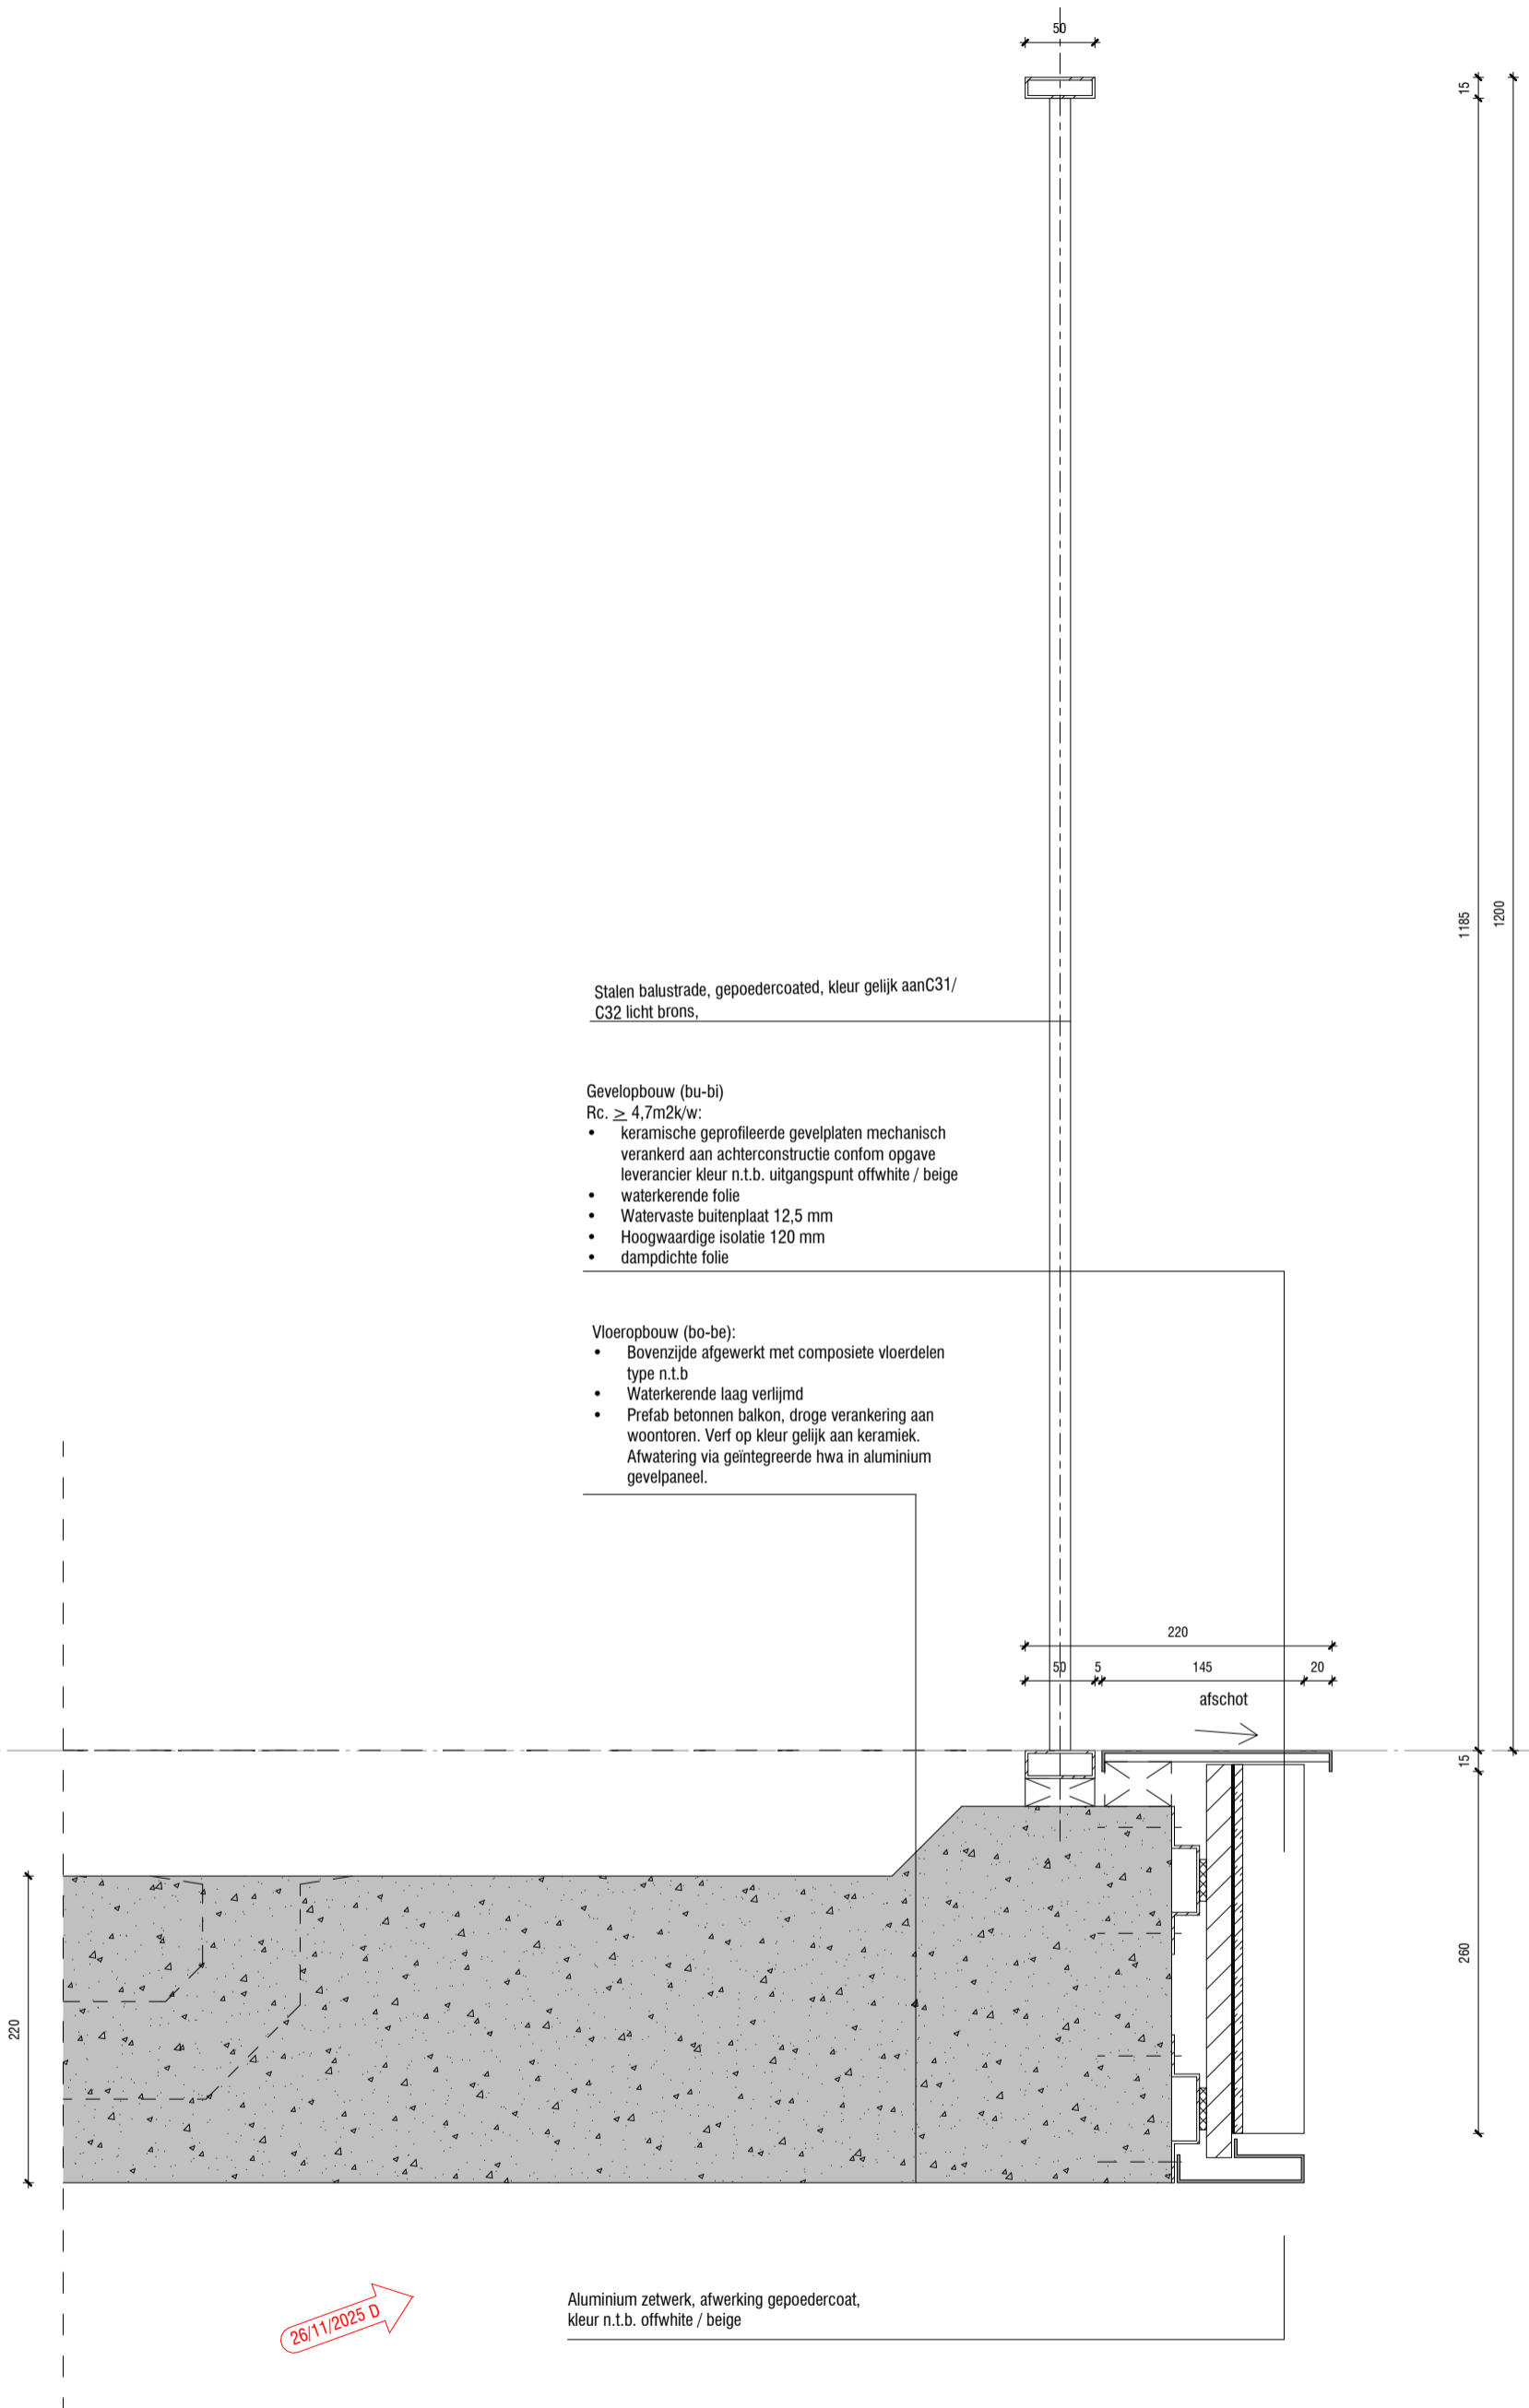 50
15
1185
1200
Stalen balustrade, gepoedercoated, kleur gelijk aanC31/
C32 licht brons,
Gevelopbouw (bu-bi)
Rc. > 4,7m2k/w:
• keramische geprofileerde gevelplaten mechanisch
verankerd aan achterconstructie confom opgave
leverancier kleur n.t.b. uitgangspunt offwhite / beige
• waterkerende folie
• Watervaste buitenplaat 12,5 mm
• Hoogwaardige isolatie 120 mm
• dampdichte folie
Vloeropbouw (bo-be):
• Bovenzijde afgewerkt met composiete vloerdelen
type n.t.b
• Waterkerende laag verlijmd
• Prefab betonnen balkon, droge verankering aan
woontoren. Verf op kleur gelijk aan keramiek.
Afwatering via geïntegreerde hwa in aluminium
gevelpaneel.
220
50 5 145 20
afschot
15
260
220
26/11/2025 D
Aluminium zetwerk, afwerking gepoedercoat,
kleur n.t.b. offwhite / beige